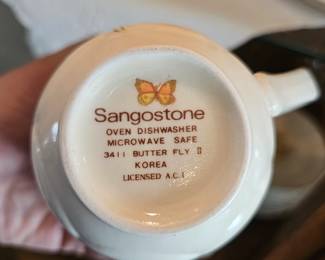 Sangostone
OVEN DISHWASHER
MICROWAVE SAFE
3411 BUTTER FLY II
KOREA
LICENSED A.C.I.